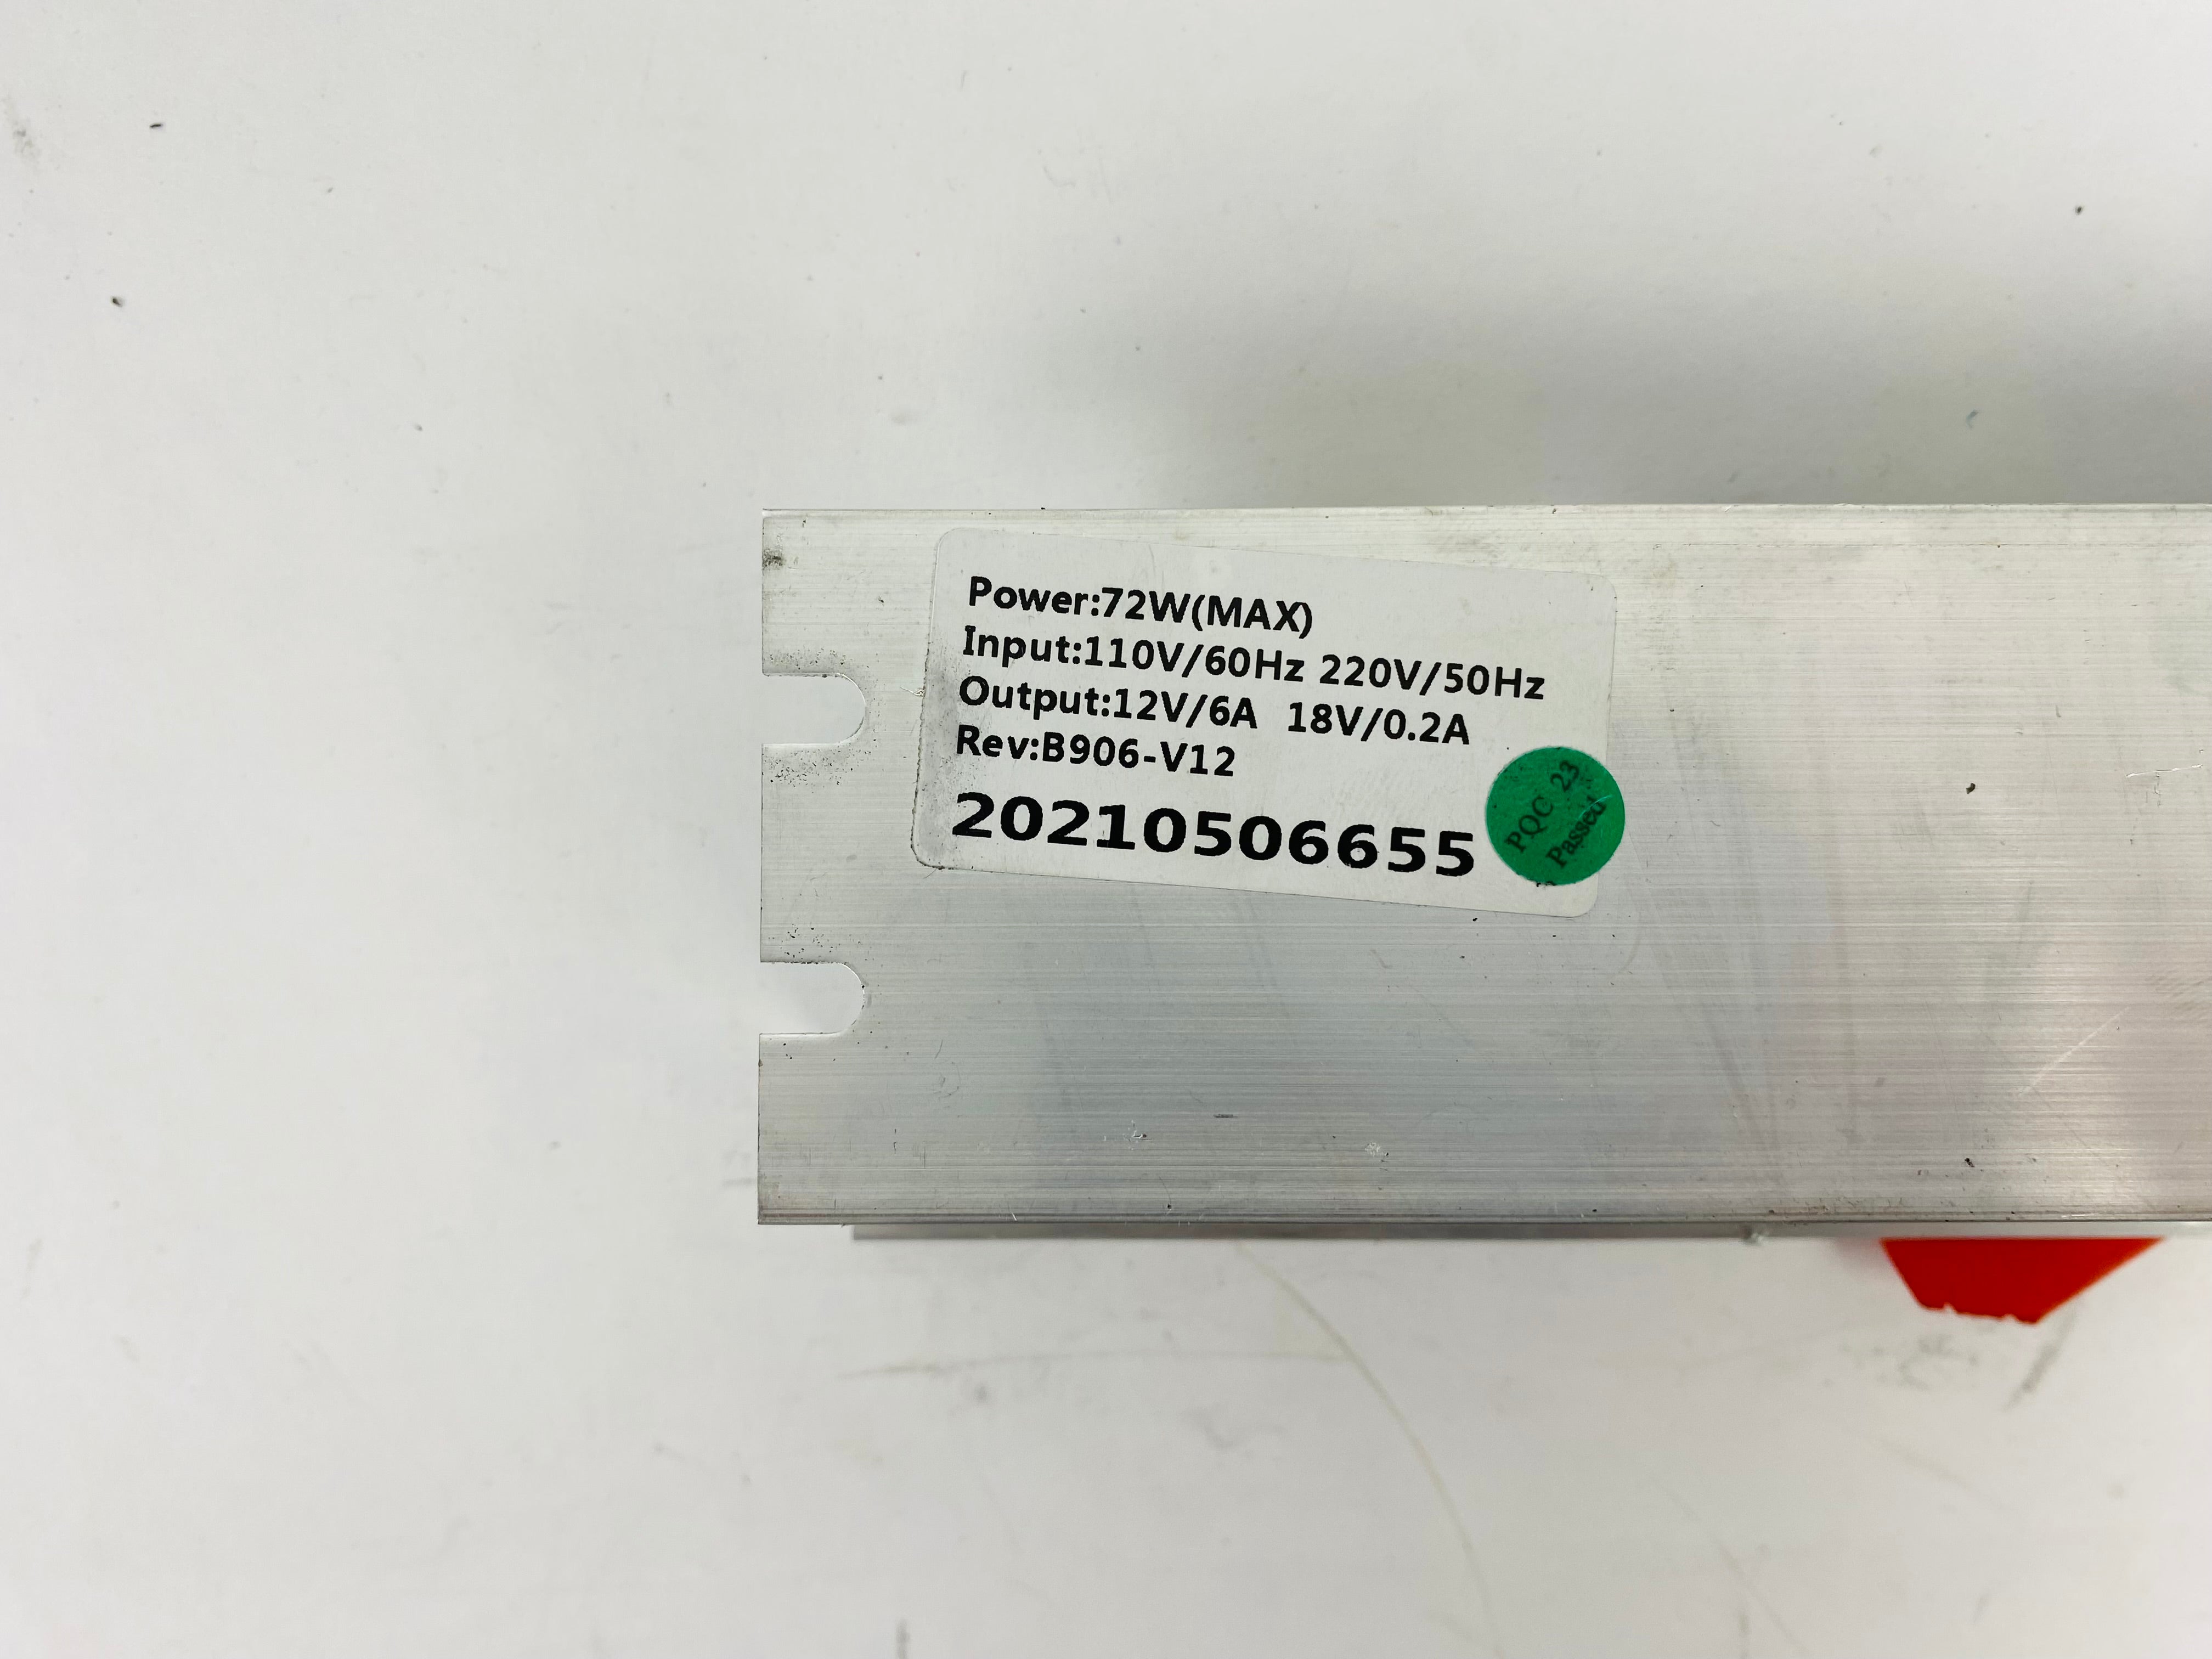 Power:72W(MAX)
Input:110V/60Hz 220V/50Hz
Output:12V/6A 18V/0.2A
Rev:B906-V12
20210506655
PQC 23
Passed